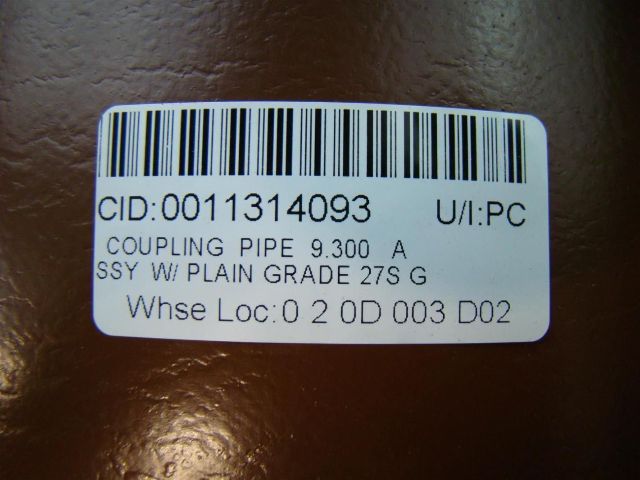 CID:0011314093 U/I:PC
COUPLING PIPE 9.300 A
SSY W/ PLAIN GRADE 27S G
Whse Loc:0 2 0D 003 D02